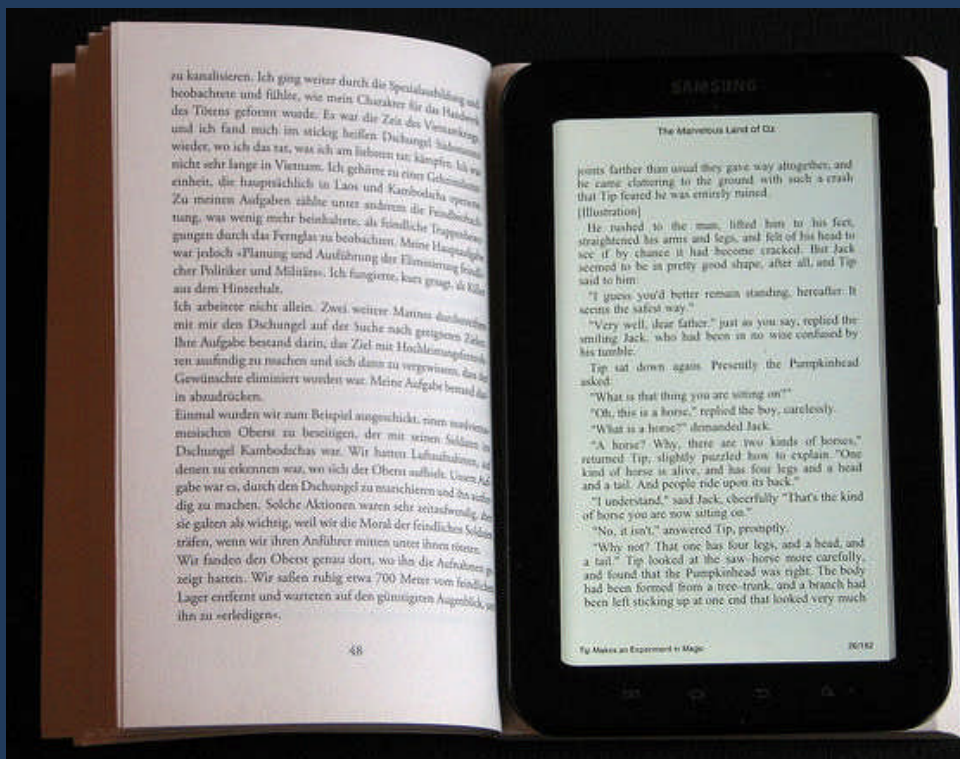 zu kanalisieren. Ich ging weiter durch die Spezialausbildung und
beobachtete und fühlte, wie mein Charakter für das Handwerk
des Tötens geformt wurde. Es war die Zeit des Vietnamkriegs,
und ich fand mich im stickig heißen Dschungel
wieder, wo ich das tat, was ich am liebsten tat: kämpfen. Ich war
nicht sehr lange in Vietnam. Ich gehörte zu einer
einheit, die hauptsächlich in Laos und Kambodscha operierte.
Zu meinen Aufgaben zählte unter anderem die
tung, was wenig mehr beinhaltete, als feindliche
gungen durch das Fernglas zu beobachten. Meine Hauptaufgabe
war jedoch »Planung und Ausführung der Eliminierung
cher Politiker und Militärs«. Ich fungierte, kurz gesagt, als Killer
aus dem Hinterhalt.
Ich arbeitete nicht allein. Zwei weitere Männer
mit mir den Dschungel auf der Suche nach geeigneten Zielen.
Ihre Aufgabe bestand darin, das Ziel mit
ren ausfindig zu machen und sich dann zu vergewissern, dass der
Gewünschte eliminiert worden war. Meine Aufgabe bestand
in abzudrücken.
Einmal wurden wir zum Beispiel ausgeschickt, einen
mesischen Oberst zu beseitigen, der mit seinen Soldaten im
Dschungel Kambodschas war. Wir hatten Luftaufnahmen, auf
denen zu erkennen war, wo sich der Oberst aufhielt. Unsere
gabe war es, durch den Dschungel zu marschieren und ihn
dig zu machen. Solche Aktionen waren sehr zeitaufwendig, aber
sie galten als wichtig, weil wir die Moral der feindlichen Soldaten
träfen, wenn wir ihren Anführer mitten unter ihnen töteten.
Wir fanden den Oberst genau dort, wo ihn die Aufnahmen
zeigt hatten. Wir saßen ruhig etwa 700 Meter vom feindlichen
Lager entfernt und warteten auf den günstigsten Augenblick, um
ihn zu »erledigen«.
48
SAMSUNG
The Marvelous Land of Oz
joints farther than usual they gave way altogether, and
he came clattering to the ground with such a crash
that Tip feared he was entirely ruined.
[Illustration]
He rushed to the man, lifted him to his feet,
straightened his arms and legs, and felt of his head to
see if by chance it had become cracked. But Jack
seemed to be in pretty good shape, after all, and Tip
said to him:
"I guess you'd better remain standing, hereafter. It
seems the safest way."
"Very well, dear father." just as you say, replied the
smiling Jack, who had been in no wise confused by
his tumble.
Tip sat down again. Presently the Pumpkinhead
asked:
"What is that thing you are sitting on?"
"Oh, this is a horse," replied the boy, carelessly.
"What is a horse?" demanded Jack.
"A horse? Why, there are two kinds of horses,"
returned Tip, slightly puzzled how to explain. "One
kind of horse is alive, and has four legs and a head
and a tail. And people ride upon its back."
"I understand," said Jack, cheerfully "That's the kind
of horse you are now sitting on."
"No, it isn't," answered Tip, promptly.
"Why not? That one has four legs, and a head, and
a tail." Tip looked at the saw-horse more carefully,
and found that the Pumpkinhead was right. The body
had been formed from a tree-trunk, and a branch had
been left sticking up at one end that looked very much
Tip Makes an Experiment in Magic
26/162